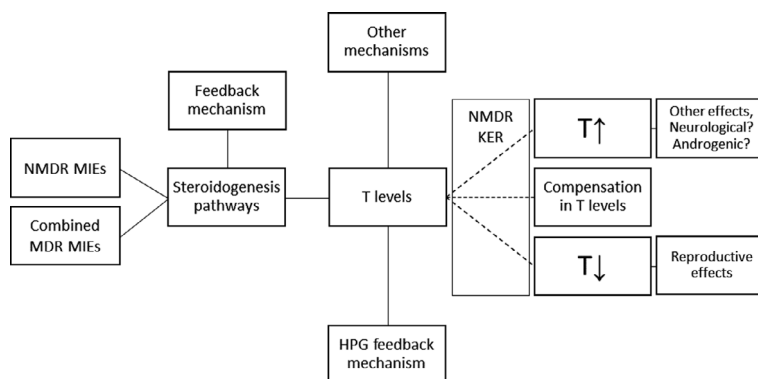 Other
mechanisms
Feedback
mechanism
NMDR
KER
T↑
Other effects,
Neurological?
Androgenic?
NMDR MIEs
Steroidogenesis
pathways
T levels
Compensation
in T levels
Combined
MDR MIEs
T↓
Reproductive
effects
HPG feedback
mechanism